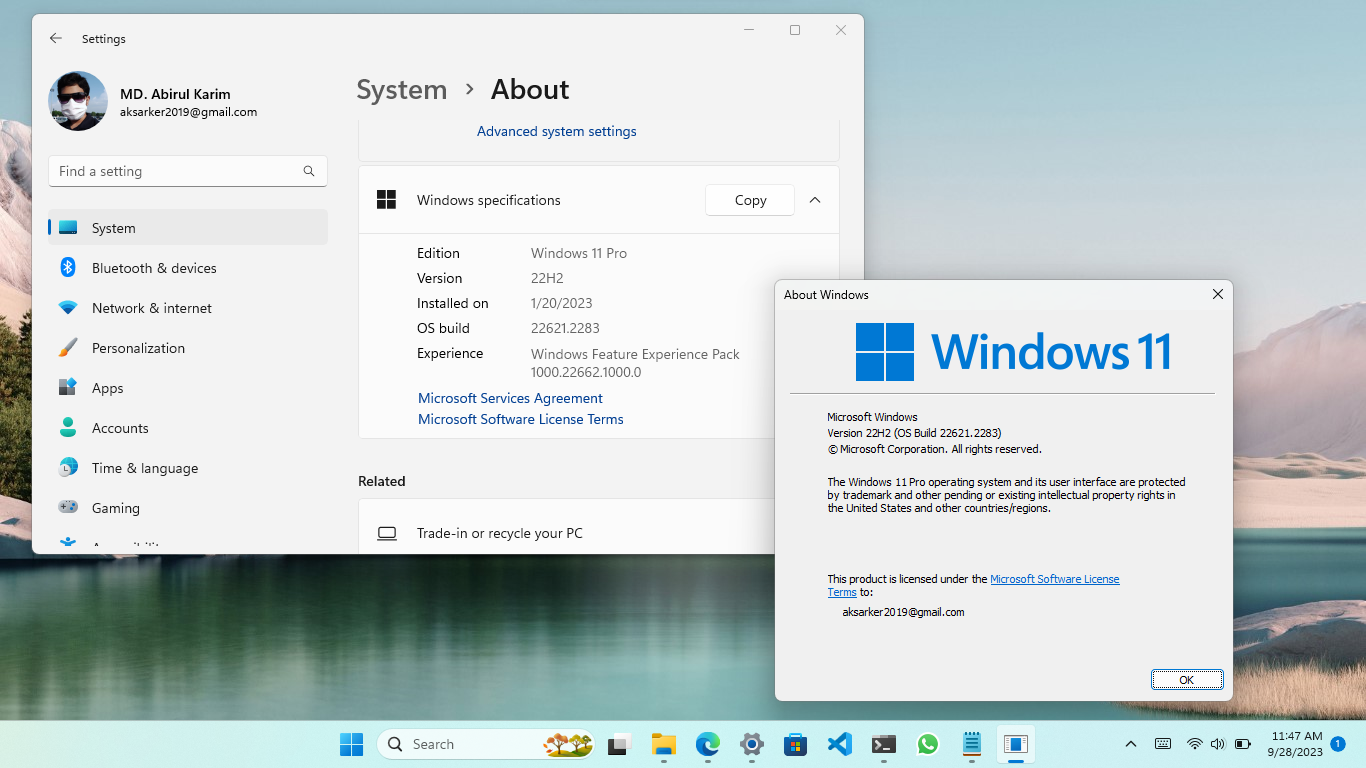 Settings
MD. Abirul Karim
aksarker2019@gmail.com
Find a setting
System
Bluetooth & devices
Network & internet
Personalization
Apps
Accounts
Time & language
Gaming
System > About
Advanced system settings
Windows specifications
Copy
Edition Windows 11 Pro
Version 22H2
Installed on 1/20/2023
OS build 22621.2283
Experience Windows Feature Experience Pack
1000.22662.1000.0
Microsoft Services Agreement
Microsoft Software License Terms
Related
Trade-in or recycle your PC
About Windows
Windows 11
Microsoft Windows
Version 22H2 (OS Build 22621.2283)
© Microsoft Corporation. All rights reserved.
The Windows 11 Pro operating system and its user interface are protected
by trademark and other pending or existing intellectual property rights in
the United States and other countries/regions.
This product is licensed under the Microsoft Software License
Terms to:
aksarker2019@gmail.com
OK
Search
11:47 AM
9/28/2023
1